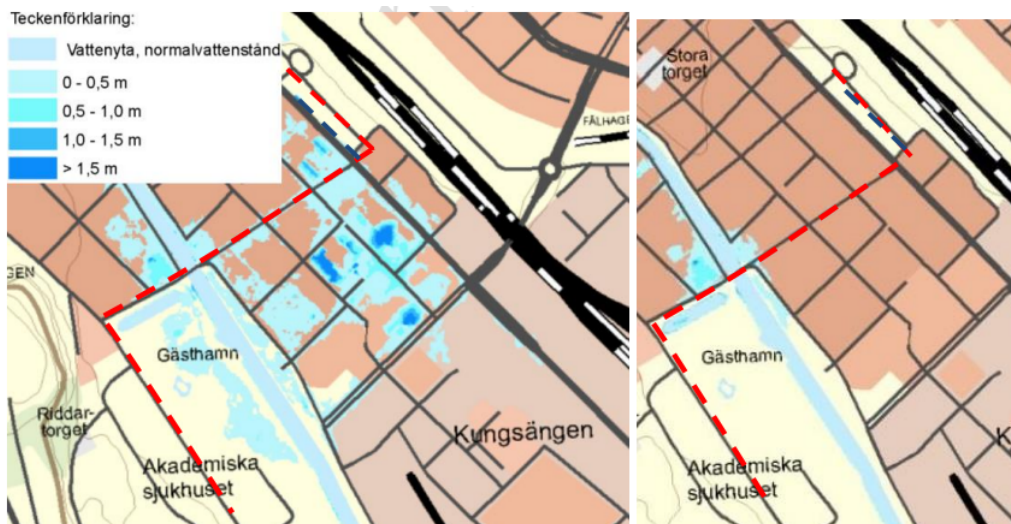 Teckenförklaring:
Vattenyta, normalvattenstånd
0 - 0,5 m
0,5 - 1,0 m
1,0 - 1,5 m
> 1,5 m
FÅLHAGE
GEN
Gästhamn
Riddar-
torget
Kungsängen
Akademiska
sjukhuset
Stora
torget
Gästhamn
K
Akademiska
sjukhuset